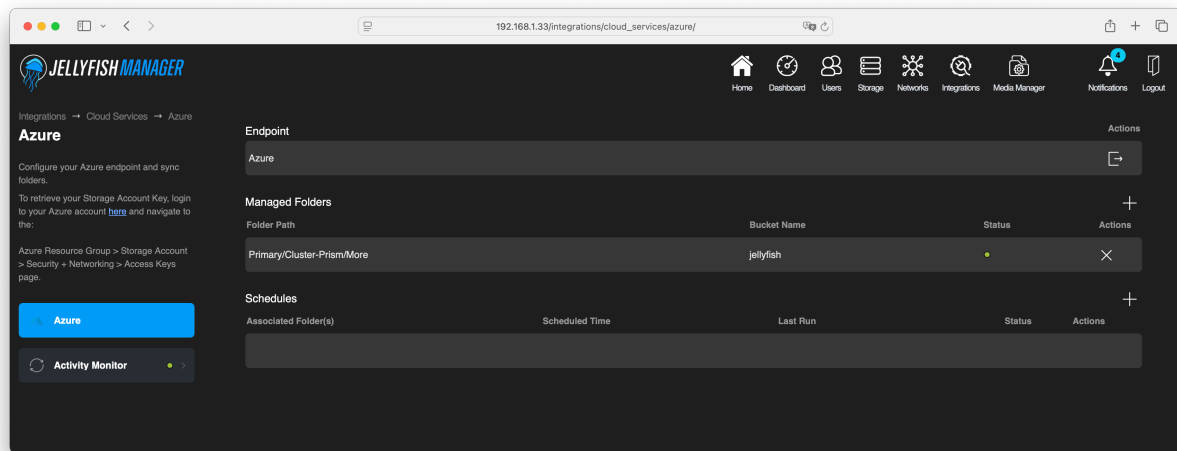 192.168.1.33/integrations/cloud_services/azure/
JELLYFISH MANAGER
Home
Dashboard
Users
Storage
Networks
Integrations
Media Manager
4
Notifications
Logout
Integrations → Cloud Services → Azure
Azure
Configure your Azure endpoint and sync
folders.
To retrieve your Storage Account Key, login
to your Azure account here and navigate to
the:
Azure Resource Group > Storage Account
> Security + Networking > Access Keys
page.
Azure
Activity Monitor
Endpoint
Actions
Azure
Managed Folders
Folder Path
Bucket Name
Status
Actions
Primary/Cluster-Prism/More
jellyfish
Schedules
Associated Folder(s)
Scheduled Time
Last Run
Status
Actions